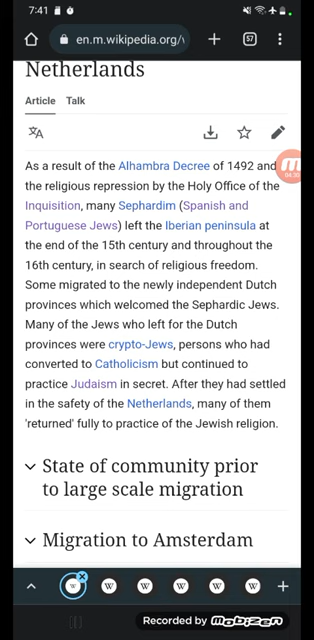 7:41
en.m.wikipedia.org/
57
Netherlands
Article Talk
As a result of the Alhambra Decree of 1492 and
the religious repression by the Holy Office of the
Inquisition, many Sephardim (Spanish and
Portuguese Jews) left the Iberian peninsula at
the end of the 15th century and throughout the
16th century, in search of religious freedom.
Some migrated to the newly independent Dutch
provinces which welcomed the Sephardic Jews.
Many of the Jews who left for the Dutch
provinces were crypto-Jews, persons who had
converted to Catholicism but continued to
practice Judaism in secret. After they had settled
in the safety of the Netherlands, many of them
'returned' fully to practice of the Jewish religion.
State of community prior
to large scale migration
Migration to Amsterdam
W W W W W W
Recorded by mobizen